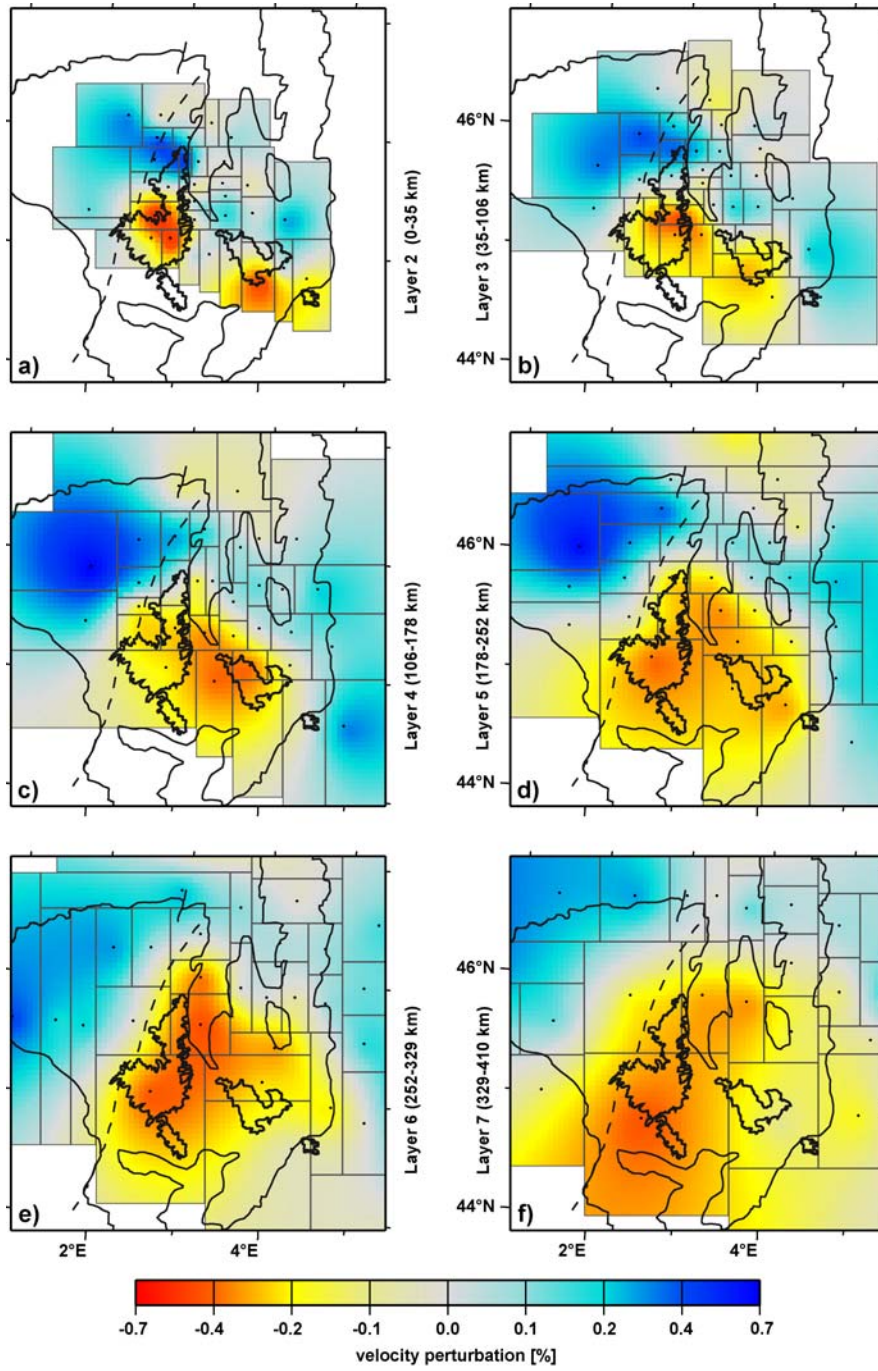 Layer 2 (0-35 km)
a)
46°N
Layer 3 (35-106 km)
44°N
b)
Layer 4 (106-178 km)
c)
46°N
Layer 5 (178-252 km)
44°N
d)
Layer 6 (252-329 km)
e)
2°E
4°E
46°N
Layer 7 (329-410 km)
44°N
f)
2°E
4°E
-0.7 -0.4 -0.2 -0.1 0.0 0.1 0.2 0.4 0.7
velocity perturbation [%]